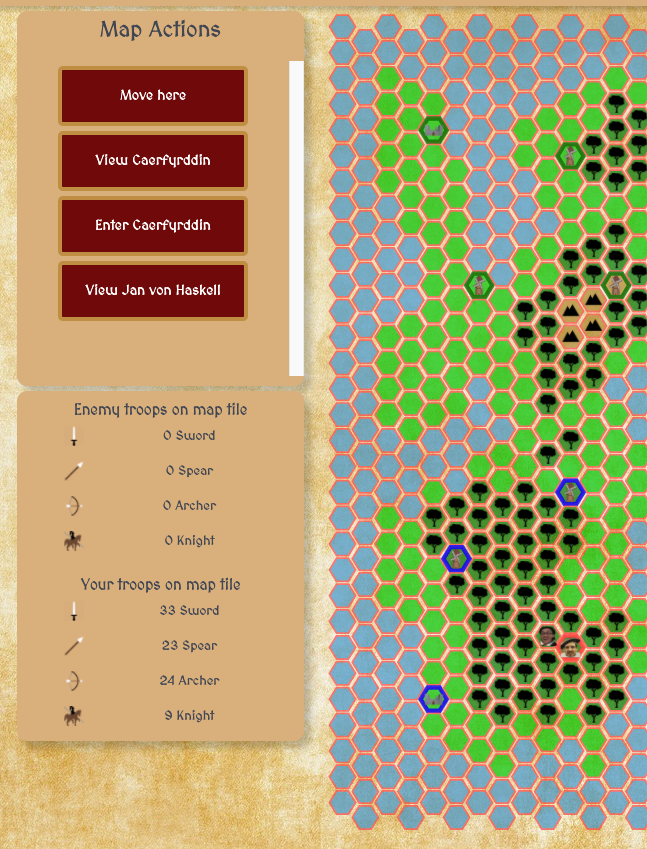 Map Actions
Move here
View Caerfyrddin
Enter Caerfyrddin
View Jan von Haskell
Enemy troops on map tile
0 Sword
0 Spear
0 Archer
0 Knight
Your troops on map tile
33 Sword
23 Spear
24 Archer
9 Knight